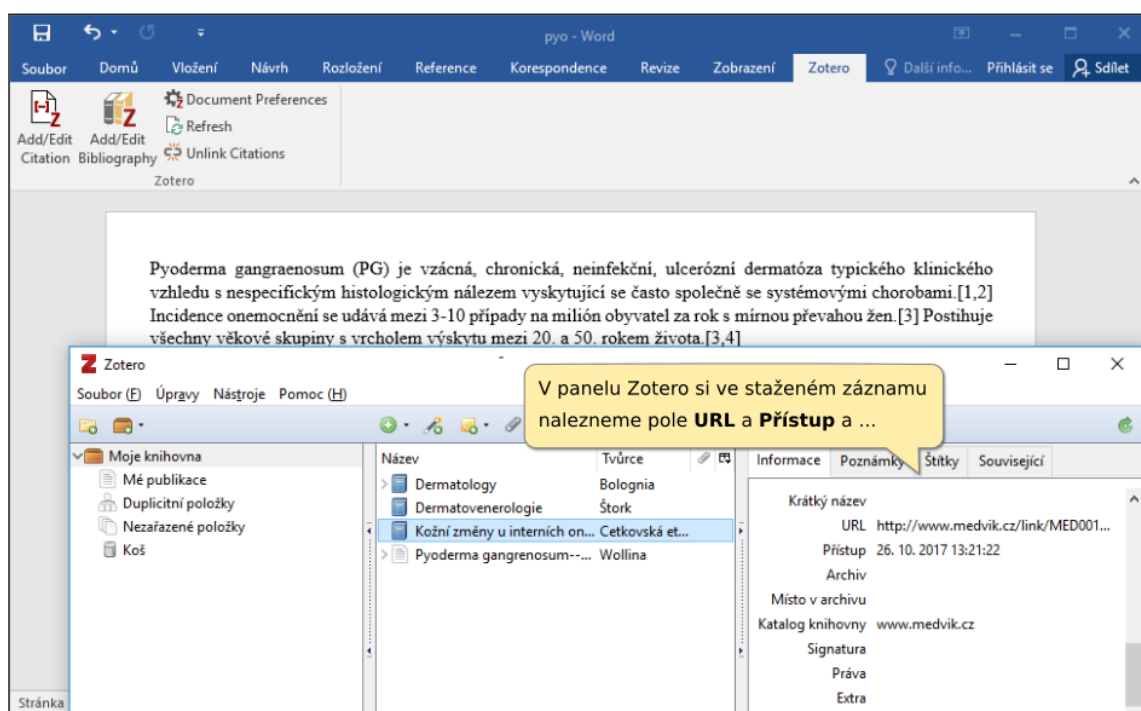 pyo - Word
Soubor Domů Vložení Návrh Rozložení Reference Korespondence Revize Zobrazení Zotero Další info... Přihlásit se Sdílet
Add/Edit Citation
Add/Edit Bibliography
Document Preferences
Refresh
Unlink Citations
Zotero
Pyoderma gangraenosum (PG) je vzácná, chronická, neinfekční, ulcerózní dermatóza typického klinického
vzhledu s nespecifickým histologickým nálezem vyskytující se často společně se systémovými chorobami.[1,2]
Incidence onemocnění se udává mezi 3-10 případy na milión obyvatel za rok s mírnou převahou žen.[3] Postihuje
všechny věkové skupiny s vrcholem výskytu mezi 20. a 50. rokem života.[3,4]
Z Zotero
Soubor (F) Úpravy Nástroje Pomoc (H)
V panelu Zotero si ve staženém záznamu
nalezneme pole URL a Přístup a ...
Moje knihovna
Mé publikace
Duplicitní položky
Nezařazené položky
Koš
Název Tvůrce
Dermatology Bolognia
Dermatovenerologie Štork
Kožní změny u interních on... Cetkovská et...
Pyoderma gangrenosum--... Wollina
Informace Poznámky Štítky Související
Krátký název
URL http://www.medvik.cz/link/MED001...
Přístup 26. 10. 2017 13:21:22
Archiv
Místo v archivu
Katalog knihovny www.medvik.cz
Signatura
Práva
Extra
Stránka